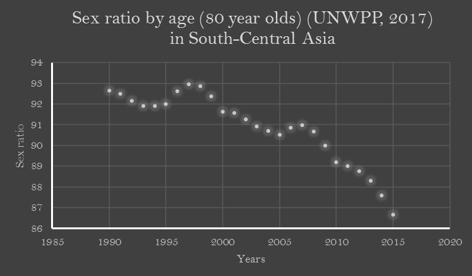 Sex ratio by age (80 year olds) (UNWPP, 2017)
in South-Central Asia
94
93
92
91
90
89
88
87
86
Sex ratio
1985 1990 1995 2000 2005 2010 2015 2020
Years